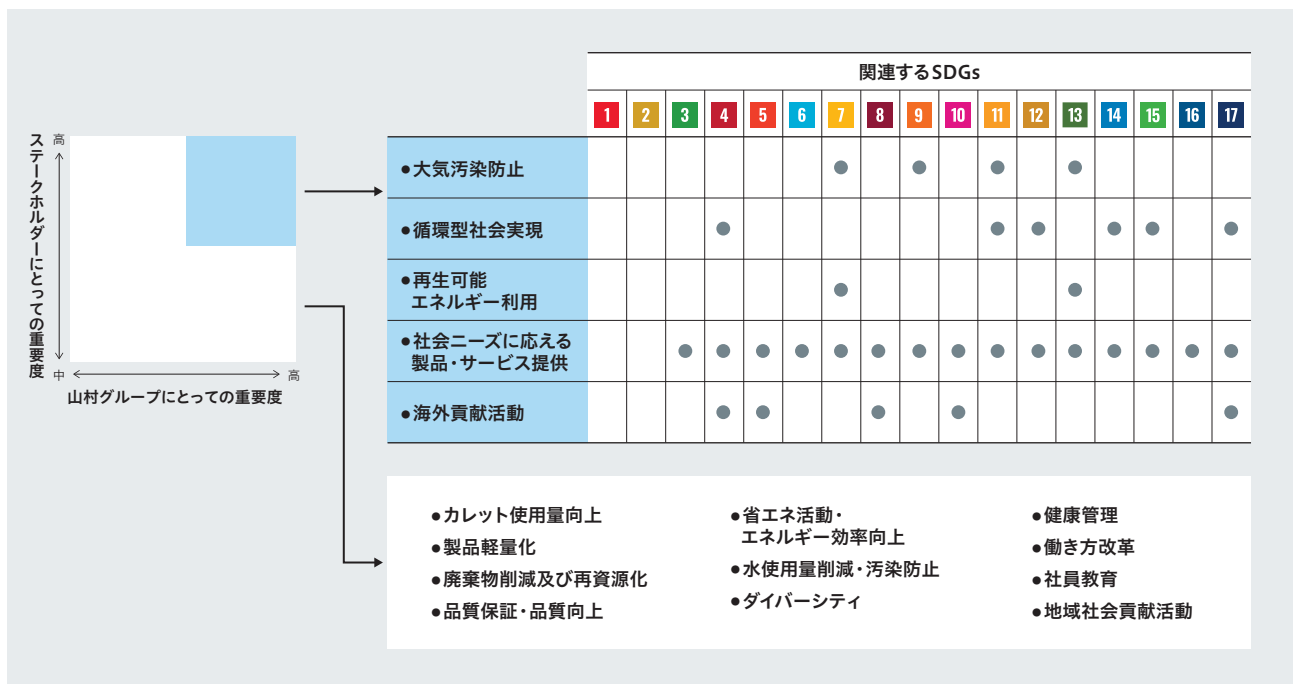 ステークホルダーにとっての重要度
高
中
高
山村グループにとっての重要度
関連するSDGs
1 2 3 4 5 6 7 8 9 10 11 12 13 14 15 16 17
●大気汚染防止
●循環型社会実現
●再生可能
エネルギー利用
●社会ニーズに応える
製品・サービス提供
●海外貢献活動
●カレット使用量向上
●製品軽量化
●廃棄物削減及び再資源化
●品質保証・品質向上
●省エネ活動・
エネルギー効率向上
●水使用量削減・汚染防止
●ダイバーシティ
●健康管理
●働き方改革
●社員教育
●地域社会貢献活動